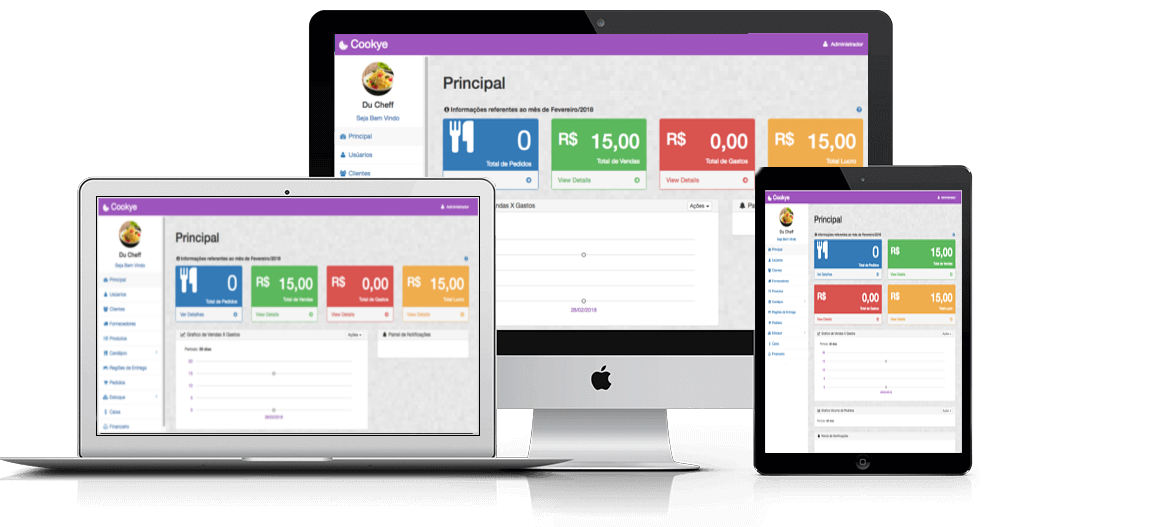 Cookye
Administrador
Du Cheff
Seja Bem Vindo
Principal
Usúarios
Clientes
Principal
Informações referentes ao mês de Fevereiro/2018
0
Total de Pedidos
R$ 15,00
Total de Vendas
View Details
R$ 0,00
Total de Gastos
View Details
R$ 15,00
Total Lucro
Vendas X Gastos
Ações
28/02/2018
Cookye
Administrador
Du Cheff
Seja Bem Vindo
Principal
Usúarios
Clientes
Fornecedores
Produtos
Cardápio
Regiões de Entrega
Pedidos
Estoque
Caixa
Financeiro
Principal
Informações referentes ao mês de Fevereiro/2018
0
Total de Pedidos
Ver Detalhes
R$ 15,00
Total de Vendas
View Details
R$ 0,00
Total de Gastos
View Details
R$ 15,00
Total Lucro
View Details
Gráfico de Vendas X Gastos
Ações
Período: 30 dias
20
15
10
5
0
28/02/2018
Painel de Notificações
Cookye
Administrador
Du Cheff
Seja Bem Vindo
Principal
Usúarios
Clientes
Fornecedores
Produtos
Cardápio
Regiões de Entrega
Pedidos
Estoque
Caixa
Financeiro
Principal
Informações referentes ao mês de Fevereiro/2018
0
Total de Pedidos
Ver Detalhes
R$ 15,00
Total de Vendas
View Details
R$ 0,00
Total de Gastos
View Details
R$ 15,00
Total Lucro
View Details
Gráfico de Vendas X Gastos
Ações
Período: 30 dias
Gráfico Volume de Pedidos
Ações
Período: 30 dias
Painel de Notificações